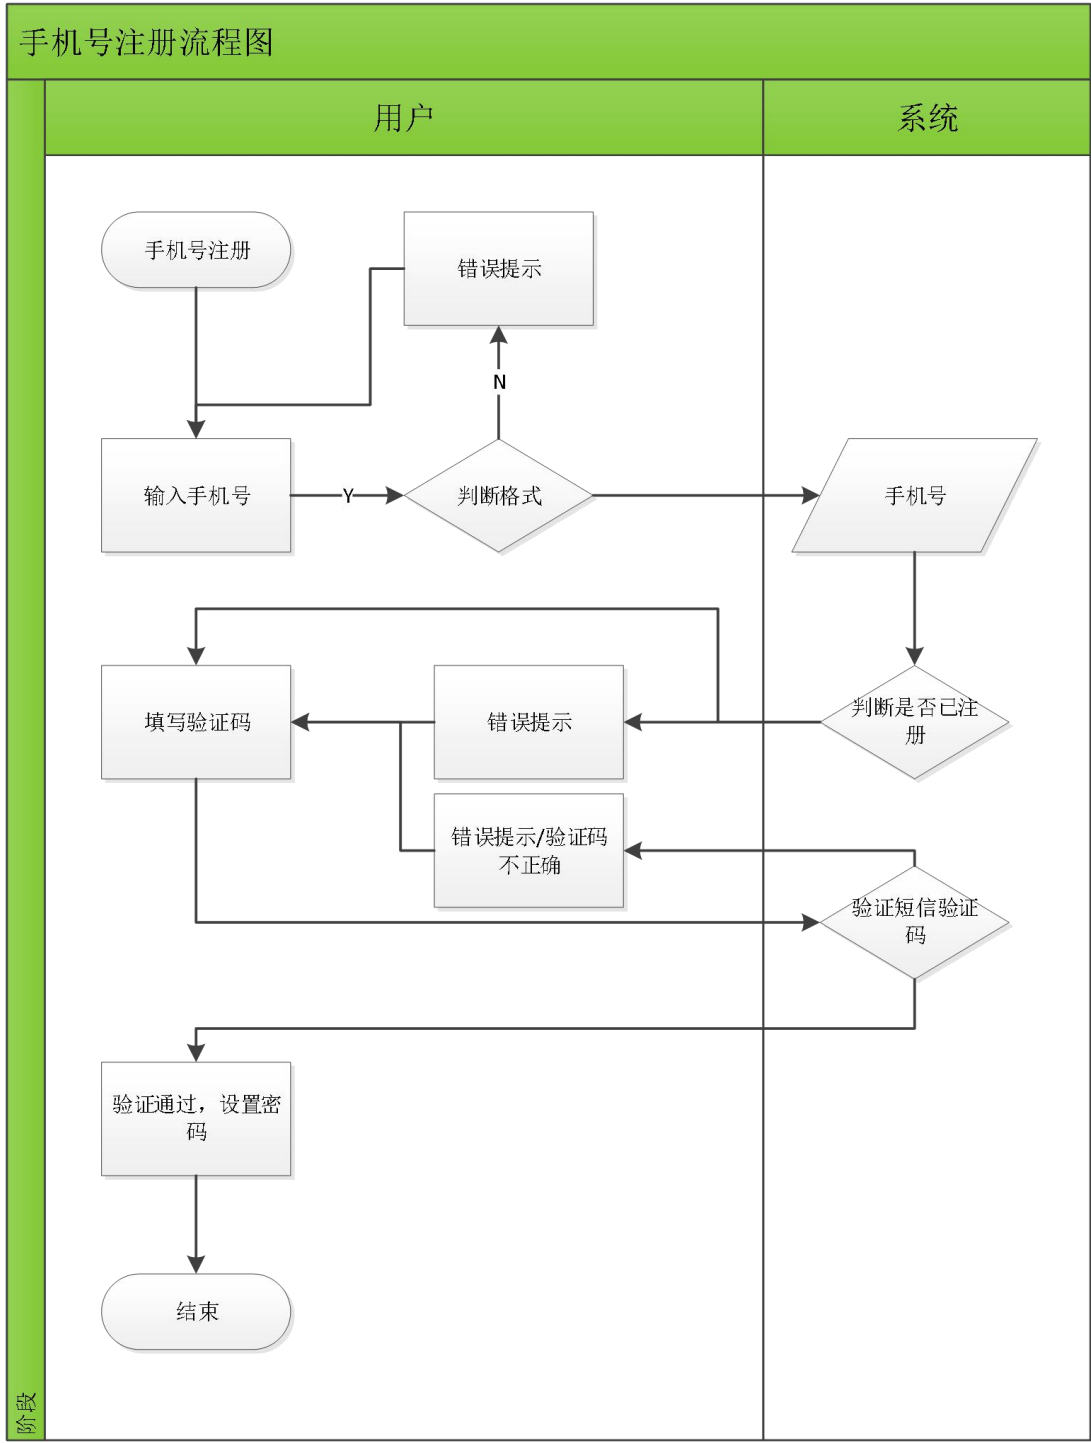 手机号注册流程图
用户
系统
手机号注册
错误提示
N
输入手机号
Y
判断格式
手机号
填写验证码
错误提示
判断是否已注
册
错误提示/验证码
不正确
验证短信验证
码
验证通过，设置密
码
结束
阶段